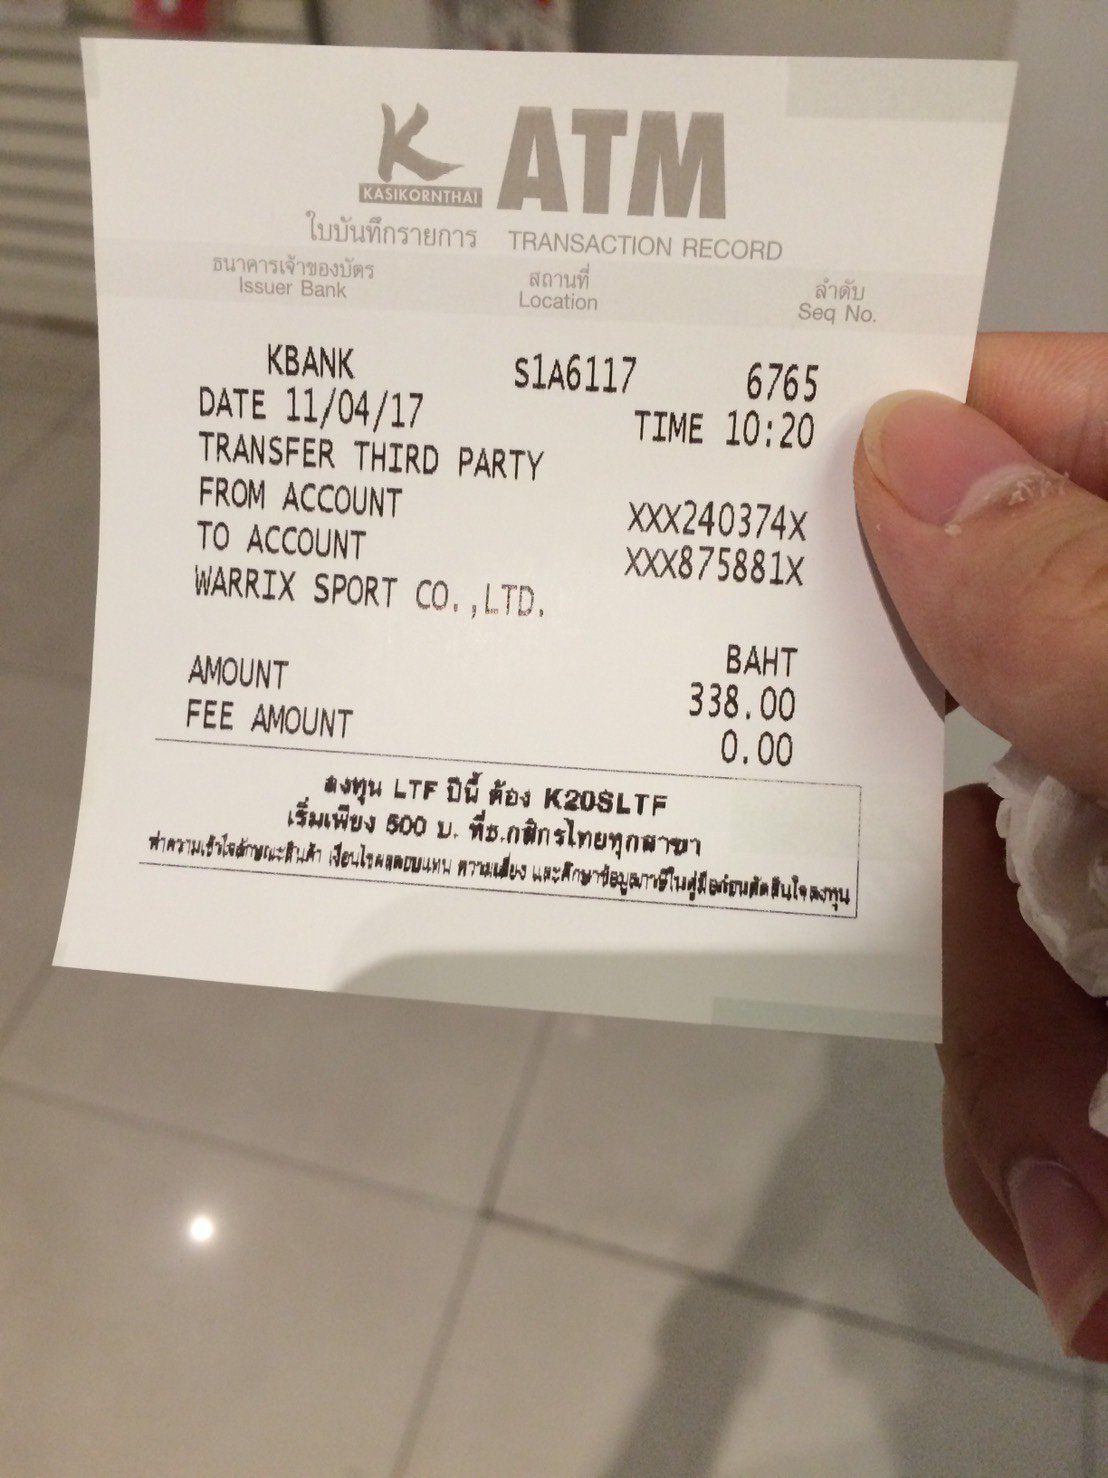 K ATM
KASIKORNTHAI
ใบบันทึกรายการ TRANSACTION RECORD
ธนาคารเจ้าของบัตร สถานที่ ลำดับ
Issuer Bank Location Seq No.
KBANK S1A6117 6765
DATE 11/04/17 TIME 10:20
TRANSFER THIRD PARTY
FROM ACCOUNT XXX240374X
TO ACCOUNT XXX875881X
WARRIX SPORT CO.,LTD.
BAHT
AMOUNT 338.00
FEE AMOUNT 0.00
ลงทุน LTF ปีนี้ ต้อง K20SLTF
เริ่มเพียง 500 บ. ที่ธ.กสิกรไทยทุกสาขา
ทำความเข้าใจลักษณะสินค้า เงื่อนไขผลตอบแทน ความเสี่ยง และศึกษาข้อมูลภาษีในคู่มือก่อนตัดสินใจลงทุน